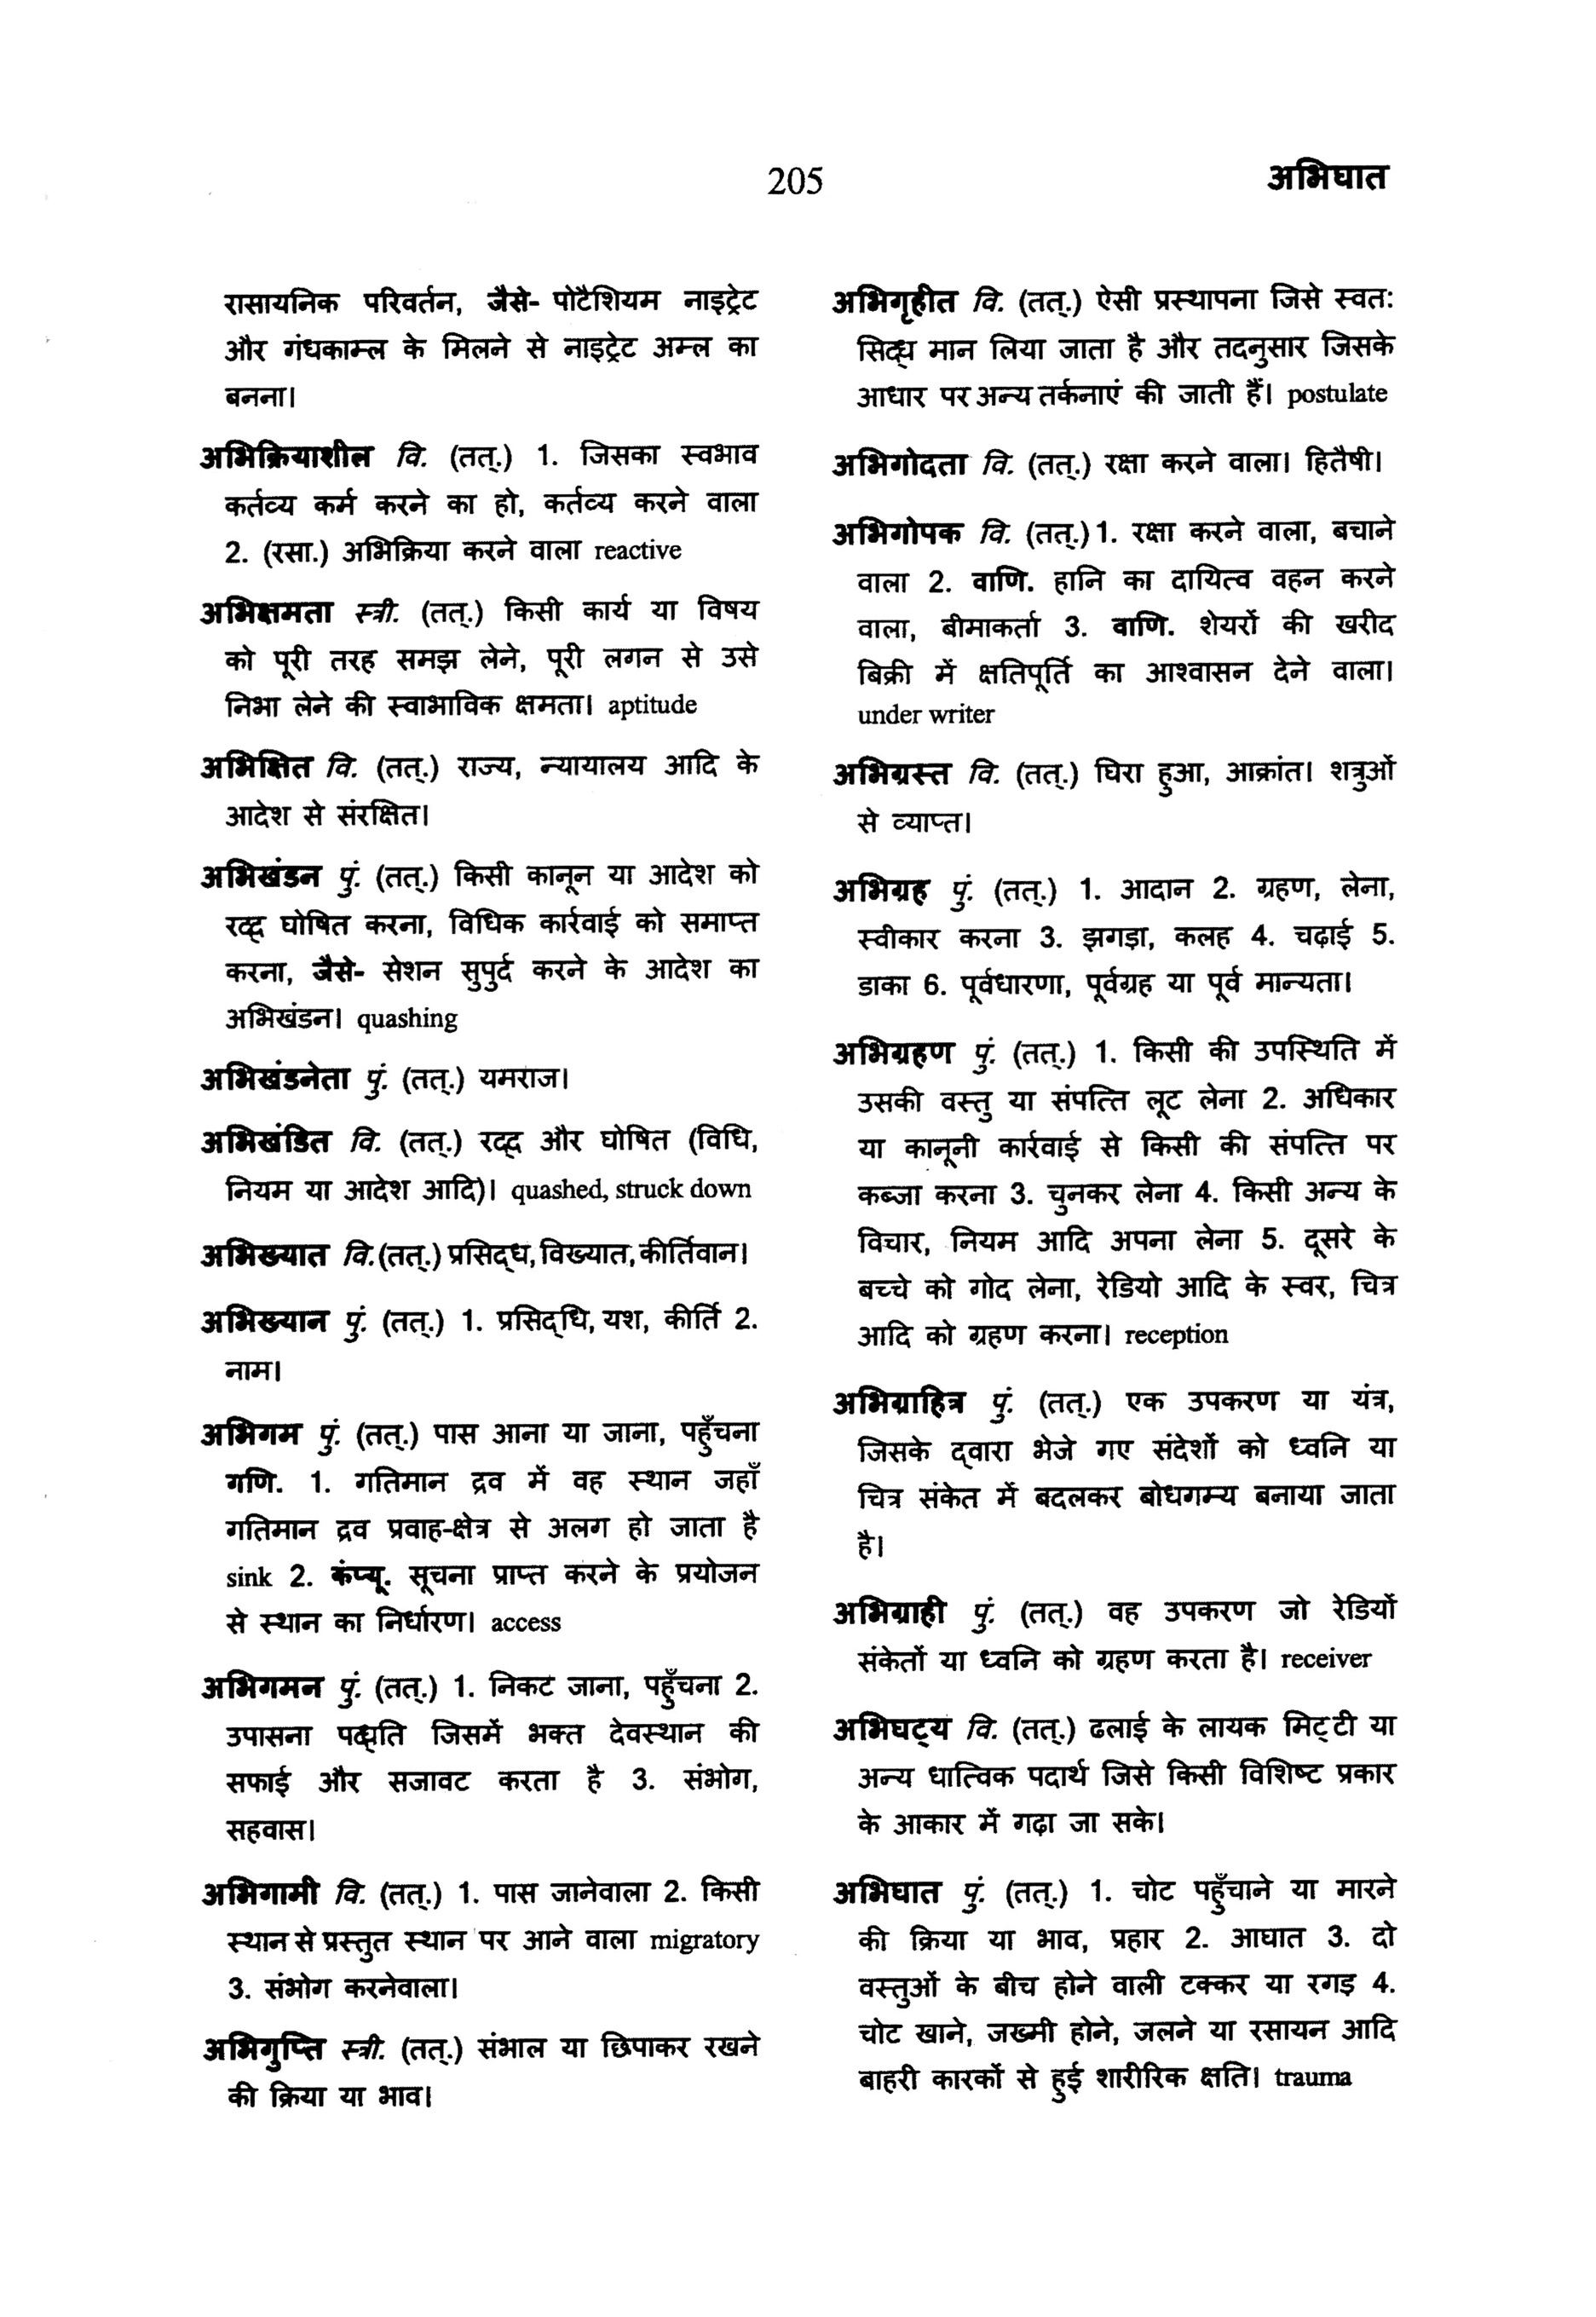 205
अभिघात
रासायनिक परिवर्तन, जैसे- पोटैशियम नाइट्रेट
और गंधकाम्ल के मिलने से नाइट्रेट अम्ल का
बनना।
अभिक्रियाशील वि. (तत्.) 1. जिसका स्वभाव
कर्तव्य कर्म करने का हो, कर्तव्य करने वाला
2. (रसा.) अभिक्रिया करने वाला reactive
अभिक्षमता स्त्री. (तत्.) किसी कार्य या विषय
को पूरी तरह समझ लेने, पूरी लगन से उसे
निभा लेने की स्वाभाविक क्षमता। aptitude
अभिक्षित वि. (तत्.) राज्य, न्यायालय आदि के
आदेश से संरक्षित।
अभिखंडन पुं. (तत्.) किसी कानून या आदेश को
रद्द घोषित करना, विधिक कार्रवाई को समाप्त
करना, जैसे- सेशन सुपुर्द करने के आदेश का
अभिखंडन। quashing
अभिखंडनेता पुं. (तत्.) यमराज।
अभिखंडित वि. (तत्.) रद्द और घोषित (विधि,
नियम या आदेश आदि)। quashed, struck down
अभिख्यात वि.(तत्.) प्रसिद्ध, विख्यात, कीर्तिवान।
अभिख्यान पुं. (तत्.) 1. प्रसिद्धि, यश, कीर्ति 2.
नाम।
अभिगम पुं. (तत्.) पास आना या जाना, पहुँचना
गणि. 1. गतिमान द्रव में वह स्थान जहाँ
गतिमान द्रव प्रवाह-क्षेत्र से अलग हो जाता है
sink 2. कंप्यू. सूचना प्राप्त करने के प्रयोजन
से स्थान का निर्धारण। access
अभिगमन पुं. (तत्.) 1. निकट जाना, पहुँचना 2.
उपासना पद्धति जिसमें भक्त देवस्थान की
सफाई और सजावट करता है 3. संभोग,
सहवास।
अभिगामी वि. (तत्.) 1. पास जानेवाला 2. किसी
स्थान से प्रस्तुत स्थान पर आने वाला migratory
3. संभोग करनेवाला।
अभिगुप्ति स्त्री. (तत्.) संभाल या छिपाकर रखने
की क्रिया या भाव।
अभिगृहीत वि. (तत्.) ऐसी प्रस्थापना जिसे स्वतः
सिद्ध मान लिया जाता है और तदनुसार जिसके
आधार पर अन्य तर्कनाएं की जाती हैं। postulate
अभिगोदता वि. (तत्.) रक्षा करने वाला। हितैषी।
अभिगोपक वि. (तत्.) 1. रक्षा करने वाला, बचाने
वाला 2. वाणि. हानि का दायित्व वहन करने
वाला, बीमाकर्ता 3. वाणि. शेयरों की खरीद
बिक्री में क्षतिपूर्ति का आश्वासन देने वाला।
under writer
अभिग्रस्त वि. (तत्.) घिरा हुआ, आक्रांत। शत्रुओं
से व्याप्त।
अभिग्रह पुं. (तत्.) 1. आदान 2. ग्रहण, लेना,
स्वीकार करना 3. झगड़ा, कलह 4. चढ़ाई 5.
डाका 6. पूर्वधारणा, पूर्वग्रह या पूर्व मान्यता।
अभिग्रहण पुं. (तत्.) 1. किसी की उपस्थिति में
उसकी वस्तु या संपत्ति लूट लेना 2. अधिकार
या कानूनी कार्रवाई से किसी की संपत्ति पर
कब्जा करना 3. चुनकर लेना 4. किसी अन्य के
विचार, नियम आदि अपना लेना 5. दूसरे के
बच्चे को गोद लेना, रेडियो आदि के स्वर, चित्र
आदि को ग्रहण करना। reception
अभिग्राहित्र पुं. (तत्.) एक उपकरण या यंत्र,
जिसके द्वारा भेजे गए संदेशों को ध्वनि या
चित्र संकेत में बदलकर बोधगम्य बनाया जाता
है।
अभिग्राही पुं. (तत्.) वह उपकरण जो रेडियों
संकेतों या ध्वनि को ग्रहण करता है। receiver
अभिघट्य वि. (तत्.) ढलाई के लायक मिट्टी या
अन्य धात्विक पदार्थ जिसे किसी विशिष्ट प्रकार
के आकार में गढ़ा जा सके।
अभिघात पुं. (तत्.) 1. चोट पहुँचाने या मारने
की क्रिया या भाव, प्रहार 2. आघात 3. दो
वस्तुओं के बीच होने वाली टक्कर या रगड़ 4.
चोट खाने, जख्मी होने, जलने या रसायन आदि
बाहरी कारकों से हुई शारीरिक क्षति। trauma